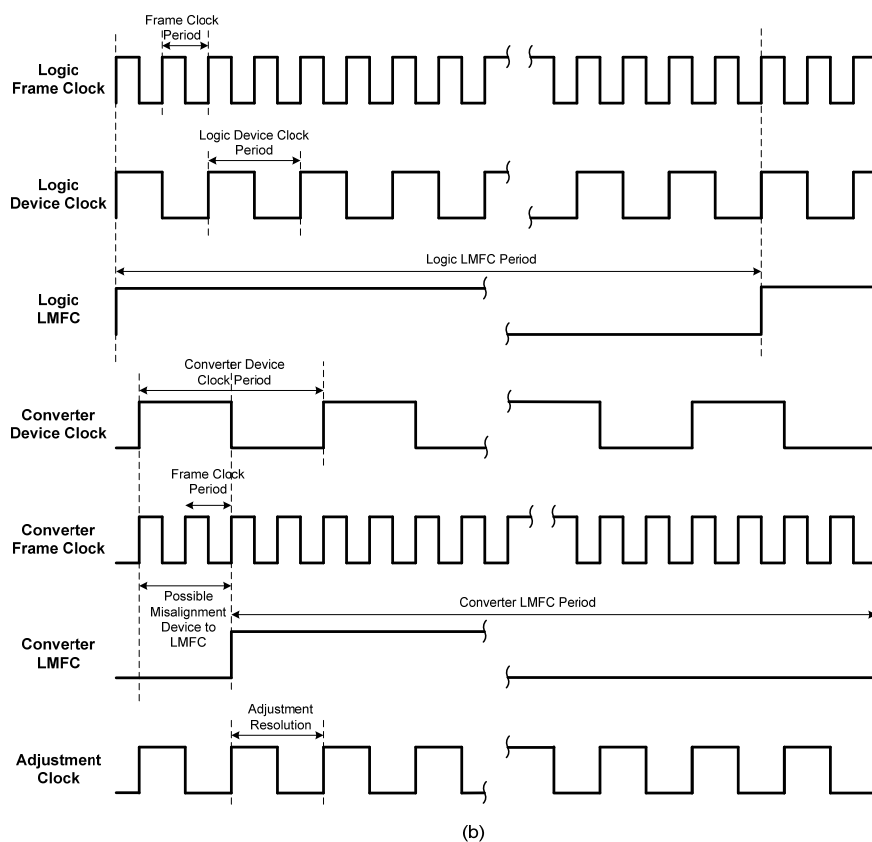 Frame Clock
Period
Logic
Frame Clock
Logic Device Clock
Period
Logic
Device Clock
Logic LMFC Period
Logic
LMFC
Converter Device
Clock Period
Converter
Device Clock
Frame Clock
Period
Converter
Frame Clock
Possible
Misalignment
Device to
LMFC
Converter LMFC Period
Converter
LMFC
Adjustment
Resolution
Adjustment
Clock
(b)